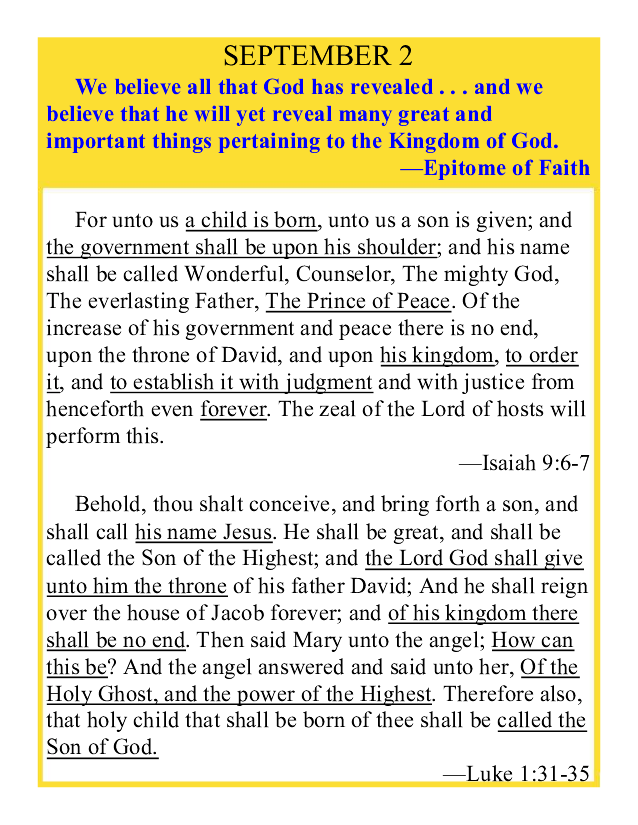 SEPTEMBER 2
We believe all that God has revealed . . . and we
believe that he will yet reveal many great and
important things pertaining to the Kingdom of God.
—Epitome of Faith
For unto us a child is born, unto us a son is given; and
the government shall be upon his shoulder; and his name
shall be called Wonderful, Counselor, The mighty God,
The everlasting Father, The Prince of Peace. Of the
increase of his government and peace there is no end,
upon the throne of David, and upon his kingdom, to order
it, and to establish it with judgment and with justice from
henceforth even forever. The zeal of the Lord of hosts will
perform this.
—Isaiah 9:6-7
Behold, thou shalt conceive, and bring forth a son, and
shall call his name Jesus. He shall be great, and shall be
called the Son of the Highest; and the Lord God shall give
unto him the throne of his father David; And he shall reign
over the house of Jacob forever; and of his kingdom there
shall be no end. Then said Mary unto the angel; How can
this be? And the angel answered and said unto her, Of the
Holy Ghost, and the power of the Highest. Therefore also,
that holy child that shall be born of thee shall be called the
Son of God.
—Luke 1:31-35